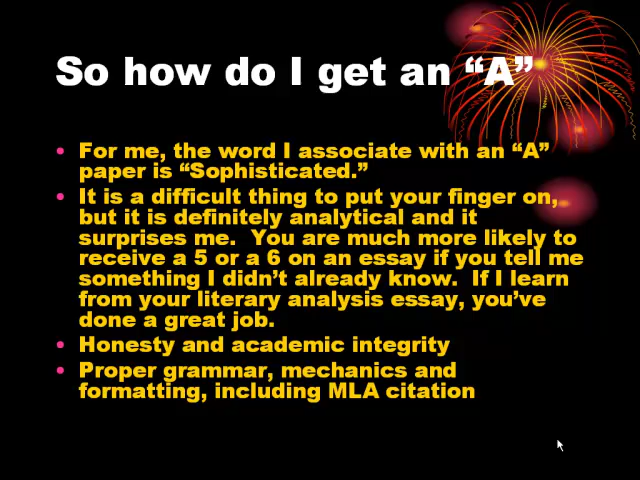 So how do I get an “A”
• For me, the word I associate with an “A”
paper is “Sophisticated.”
• It is a difficult thing to put your finger on,
but it is definitely analytical and it
surprises me.  You are much more likely to
receive a 5 or a 6 on an essay if you tell me
something I didn’t already know.  If I learn
from your literary analysis essay, you’ve
done a great job.
• Honesty and academic integrity
• Proper grammar, mechanics and
formatting, including MLA citation